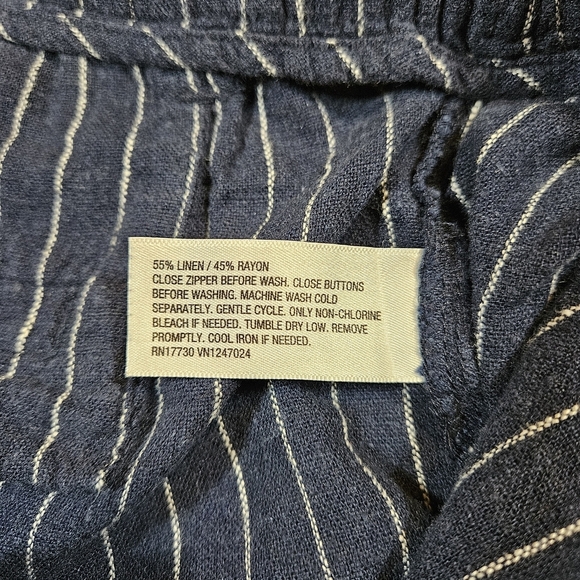 55% LINEN / 45% RAYON
CLOSE ZIPPER BEFORE WASH. CLOSE BUTTONS
BEFORE WASHING. MACHINE WASH COLD
SEPARATELY. GENTLE CYCLE. ONLY NON-CHLORINE
BLEACH IF NEEDED. TUMBLE DRY LOW. REMOVE
PROMPTLY. COOL IRON IF NEEDED.
RN17730 VN1247024